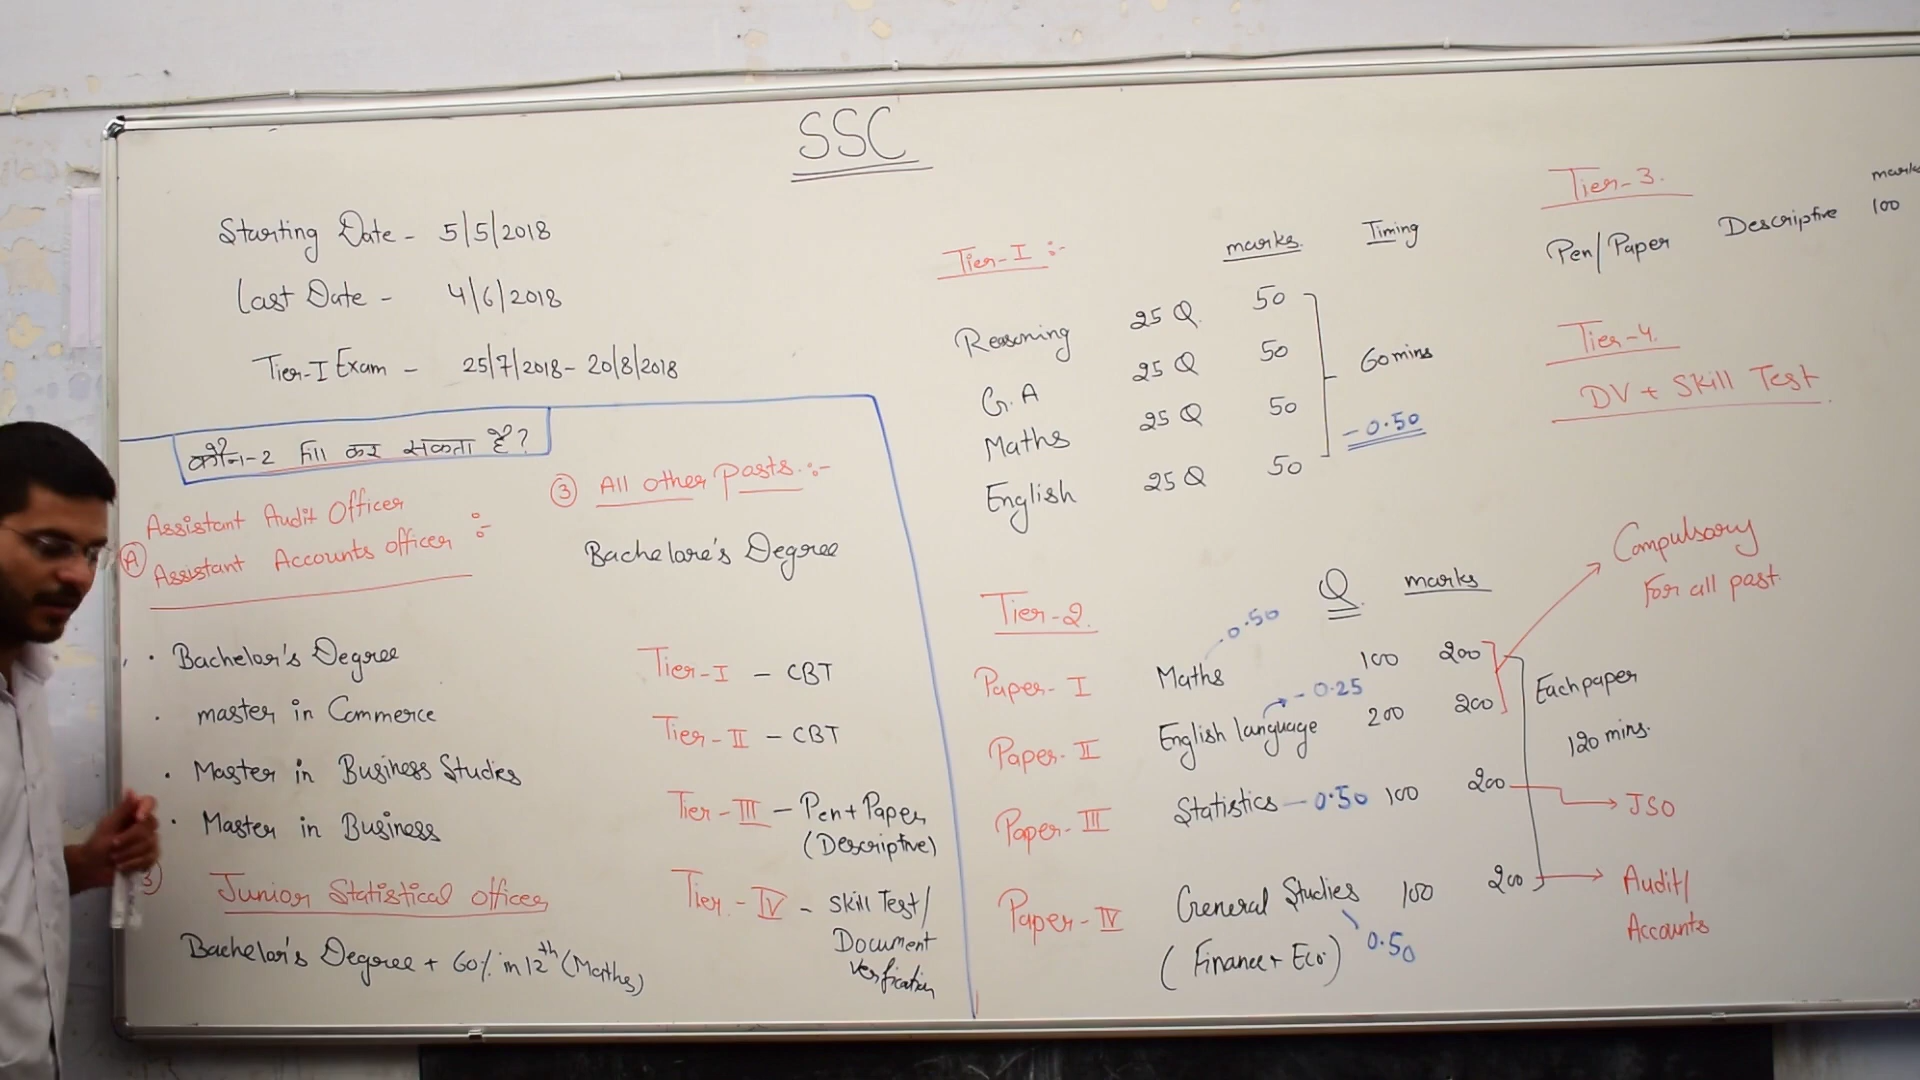 SSC
Starting Date - 5/5/2018
Last Date - 4/6/2018
Tier-I Exam - 25/7/2018 - 20/8/2018
कौन-2 fill कर सकता है?
Assistant Audit Officer
(A) Assistant Accounts officer :-
• Bachelor's Degree
• master in Commerce
• Master in Business Studies
• Master in Business
Junior Statistical officer
Bachelor's Degree + 60% in 12th (Maths)
(3) All other posts :-
Bachelore's Degree
Tier-I - CBT
Tier-II - CBT
Tier-III - Pen + Paper
(Descriptive)
Tier-IV - Skill Test/
Document
Verfication
Tier-I :- marks Timing
Reasoning 25 Q. 50
G.A 25 Q 50 60 mins
Maths 25 Q 50 - 0.50
English 25 Q 50
Tier-2 Q. marks
Paper-I Maths -0.50 100 200
Paper-II English language - 0.25 200 200
Paper-III Statistics - 0.50 100 200 JSO
Paper-IV General Studies 100 200 Audit/
Accounts
(Finance + Eco.) 0.50
Compulsory
For all past.
Each paper
120 mins.
Tier-3. marks
Pen/Paper Descriptive 100
Tier-4.
DV + Skill Test